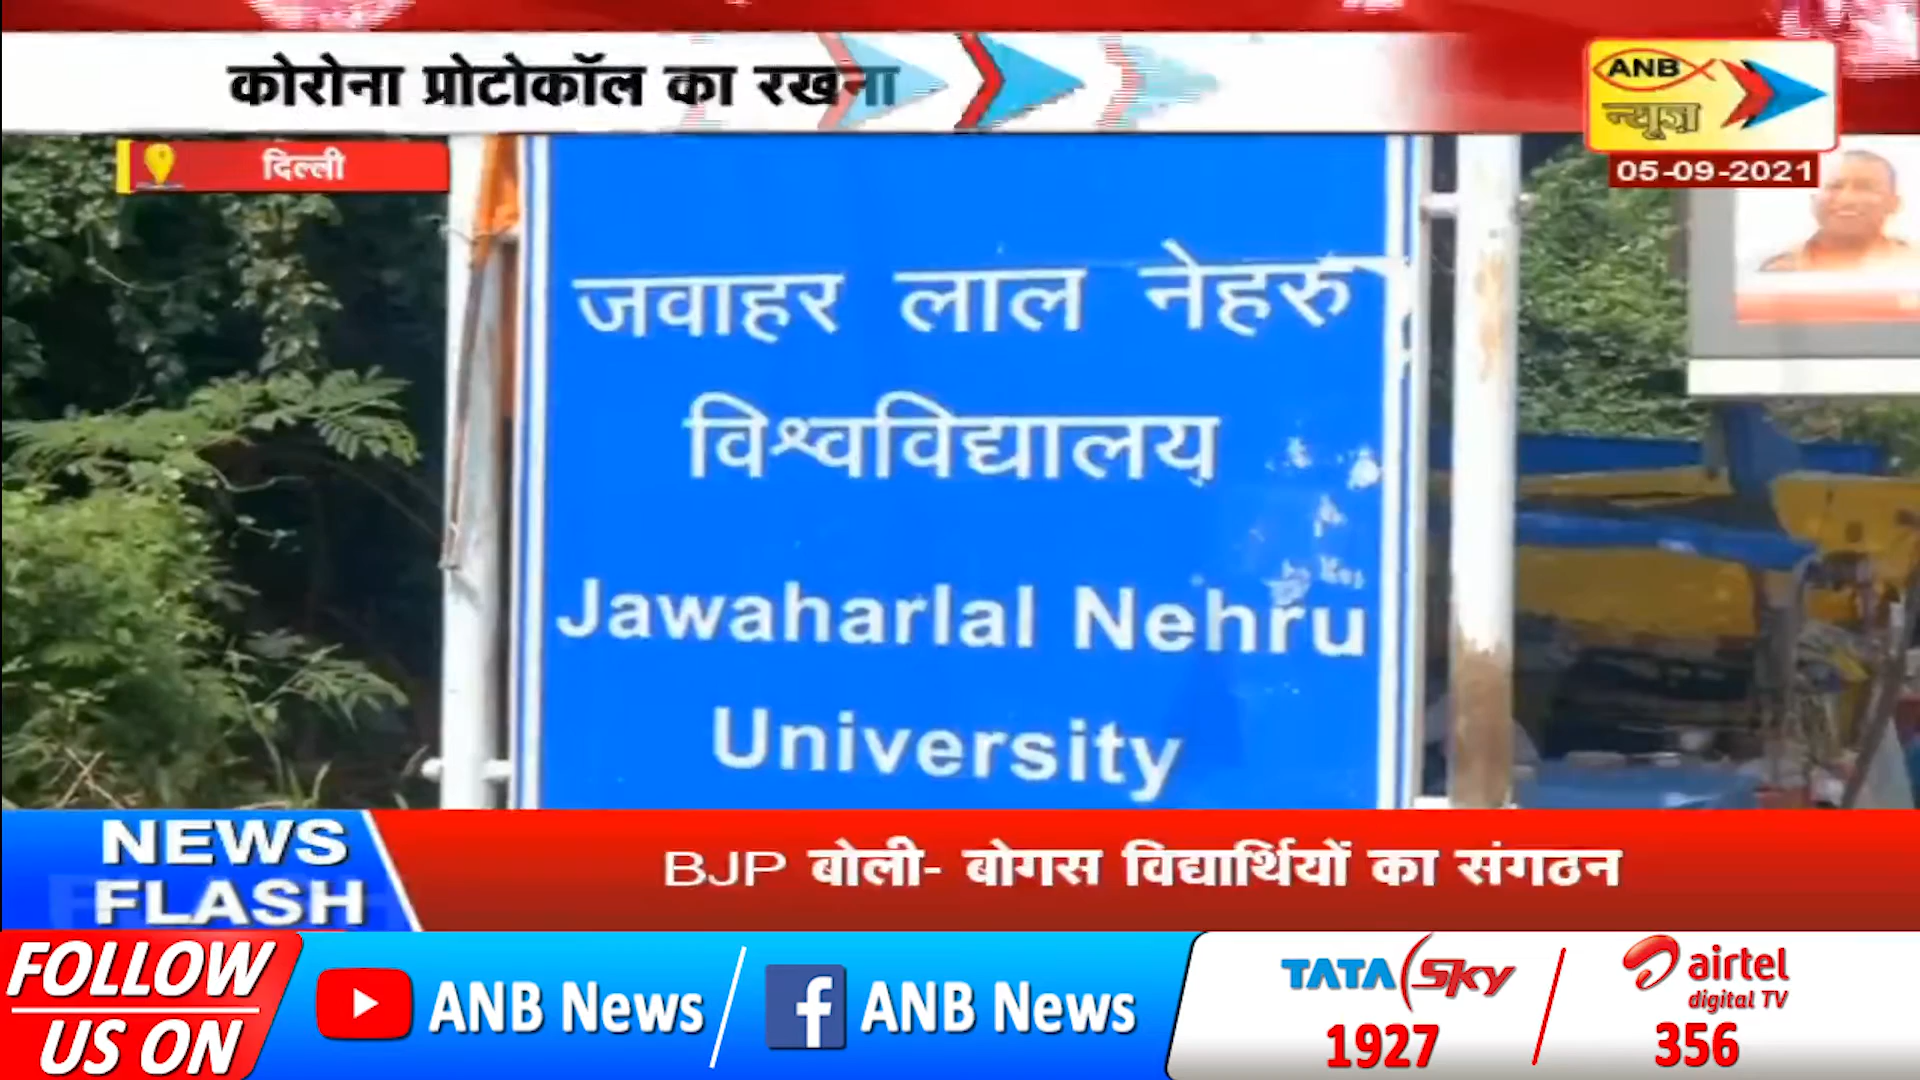 कोरोना प्रोटोकॉल का रखना
ANB
न्यूज़
05-09-2021
दिल्ली
जवाहर लाल नेहरु
विश्वविद्यालय
Jawaharlal Nehru
University
NEWS
FLASH
BJP बोली- बोगस विद्यार्थियों का संगठन
FOLLOW
US ON
ANB News
ANB News
TATA Sky
1927
airtel
digital TV
356